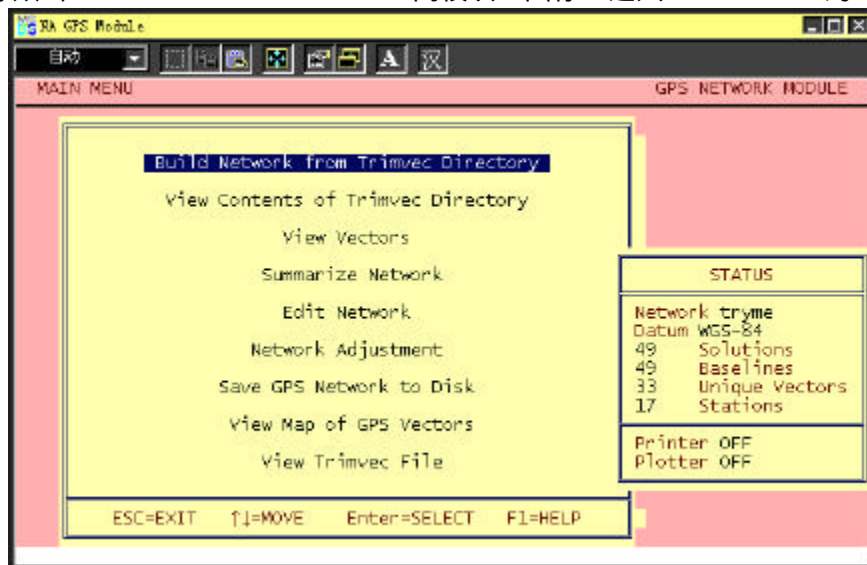 RA GPS Module
自动
A 汉
MAIN MENU GPS NETWORK MODULE
Build Network from Trimvec Directory
View Contents of Trimvec Directory
View Vectors
Summarize Network
Edit Network
Network Adjustment
Save GPS Network to Disk
View Map of GPS Vectors
View Trimvec File
ESC=EXIT ↑↓=MOVE Enter=SELECT F1=HELP
STATUS
Network tryme
Datum WGS-84
49 Solutions
49 Baselines
33 Unique Vectors
17 Stations
Printer OFF
Plotter OFF